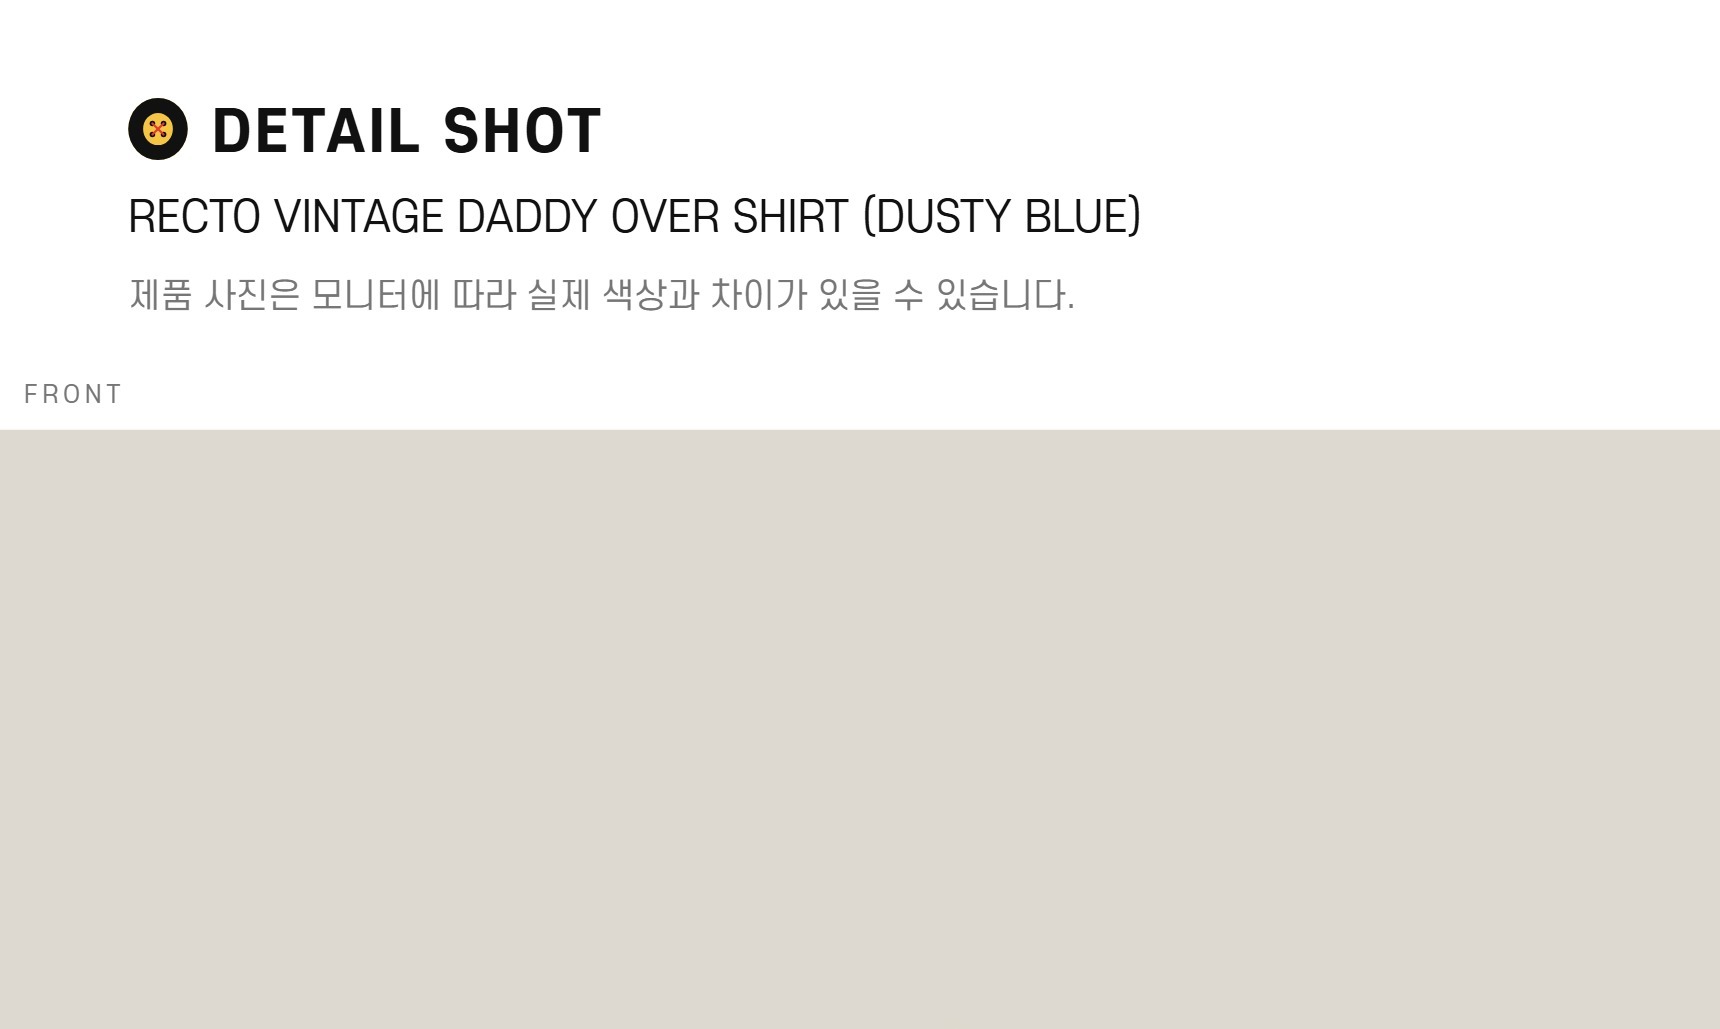 DETAIL SHOT
RECTO VINTAGE DADDY OVER SHIRT (DUSTY BLUE)
제품 사진은 모니터에 따라 실제 색상과 차이가 있을 수 있습니다.
FRONT